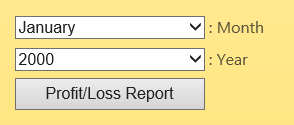 January : Month
2000 : Year
Profit/Loss Report